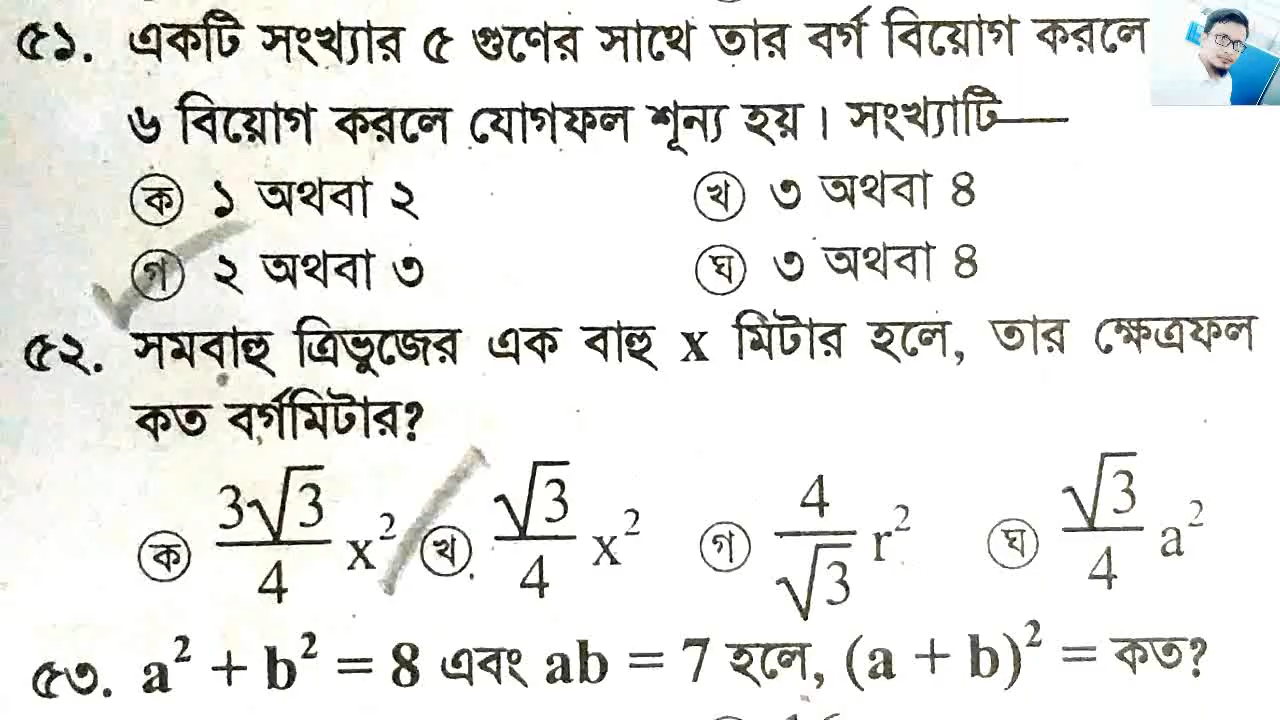 ৫১. একটি সংখ্যার ৫ গুণের সাথে তার বর্গ বিয়োগ করলে
৬ বিয়োগ করলে যোগফল শূন্য হয়। সংখ্যাটি—
ক ১ অথবা ২ খ ৩ অথবা ৪
গ ২ অথবা ৩ ঘ ৩ অথবা ৪
৫২. সমবাহু ত্রিভুজের এক বাহু x মিটার হলে, তার ক্ষেত্রফল
কত বর্গমিটার?
ক 3√3/4 x² খ √3/4 x² গ 4/√3 r² ঘ √3/4 a²
৫৩. a² + b² = 8 এবং ab = 7 হলে, (a + b)² = কত?